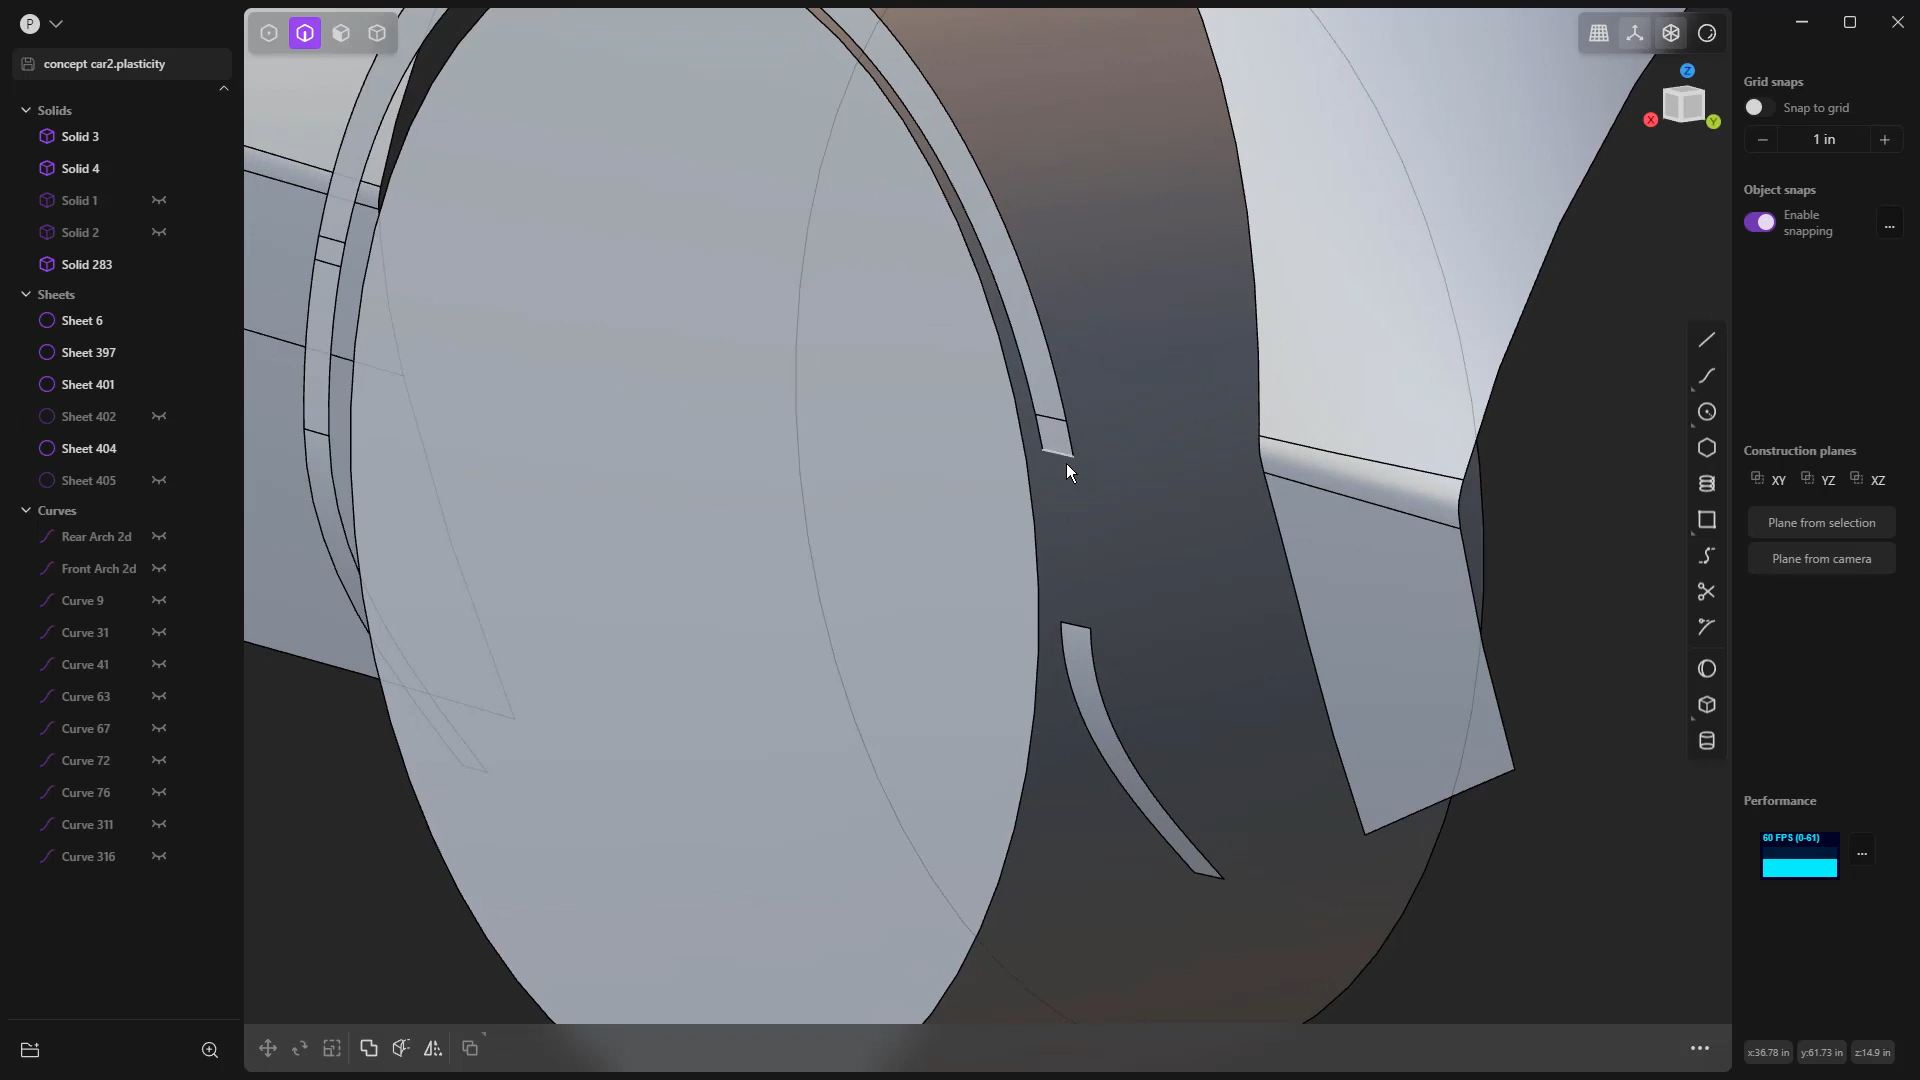 P
concept car2.plasticity
Solids
Solid 3
Solid 4
Solid 1
Solid 2
Solid 283
Sheets
Sheet 6
Sheet 397
Sheet 401
Sheet 402
Sheet 404
Sheet 405
Curves
Rear Arch 2d
Front Arch 2d
Curve 9
Curve 31
Curve 41
Curve 63
Curve 67
Curve 72
Curve 76
Curve 311
Curve 316
Z
X
Y
Grid snaps
Snap to grid
1 in
Object snaps
Enable
snapping
...
Construction planes
XY
YZ
XZ
Plane from selection
Plane from camera
Performance
60 FPS (0-61)
...
x:36.78 in
y:61.73 in
z:14.9 in